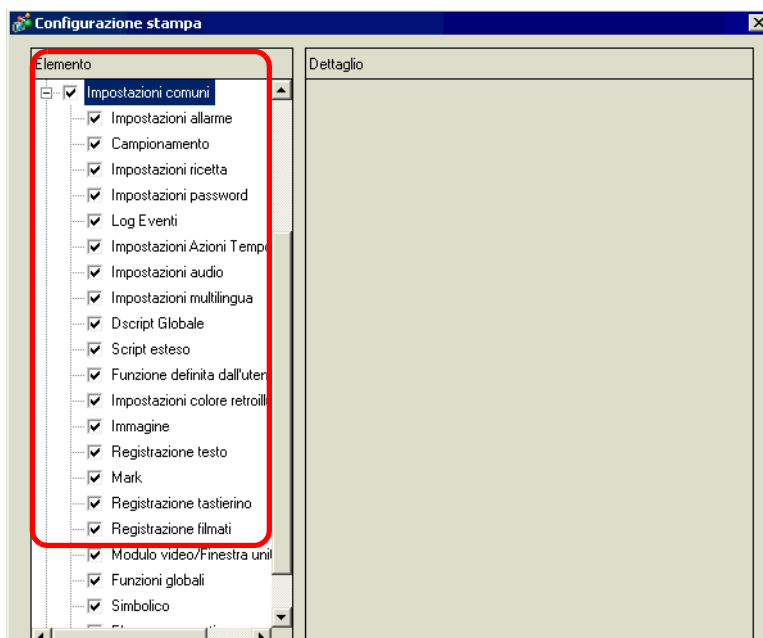 Configurazione stampa
Elemento
Dettaglio
Impostazioni comuni
Impostazioni allarme
Campionamento
Impostazioni ricetta
Impostazioni password
Log Eventi
Impostazioni Azioni Temp
Impostazioni audio
Impostazioni multilingua
Dscript Globale
Script esteso
Funzione definita dall'uten
Impostazioni colore retroill
Immagine
Registrazione testo
Mark
Registrazione tastierino
Registrazione filmati
Modulo video/Finestra uni
Funzioni globali
Simbolico